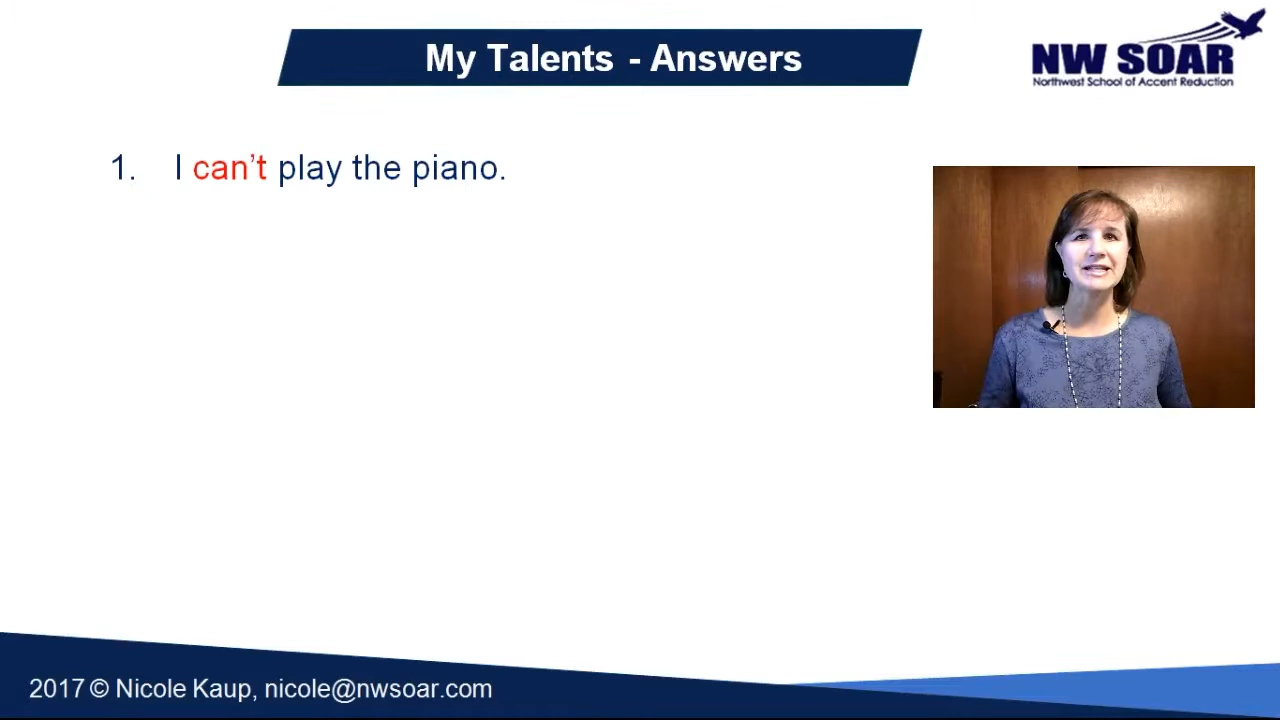 My Talents - Answers
NW SOAR
Northwest School of Accent Reduction
1. I can't play the piano.
2017 © Nicole Kaup, nicole@nwsoar.com